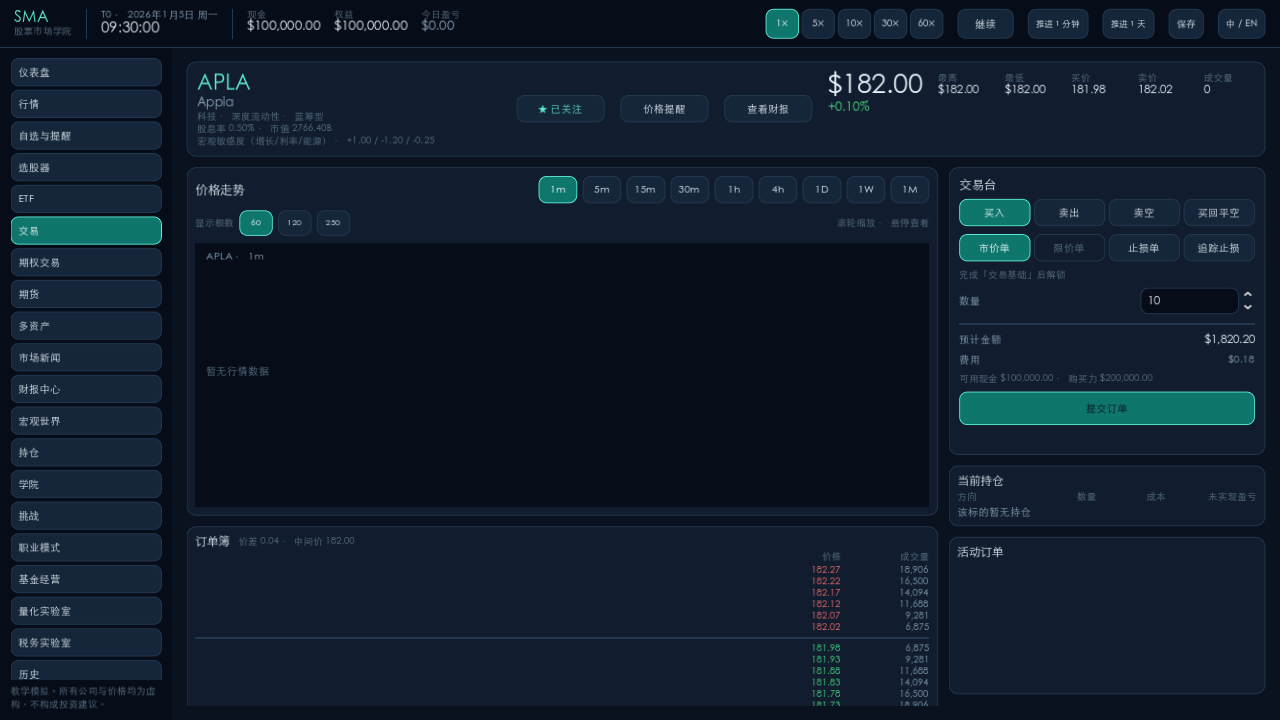 SMA
股票市场学院
T0 · 2026年1月5日 周一
09:30:00
现金
$100,000.00
权益
$100,000.00
今日盈亏
$0.00
1×
5×
10×
30×
60×
继续
推进 1 分钟
推进 1 天
保存
中 / EN
仪表盘
行情
自选与提醒
选股器
ETF
交易
期权交易
期货
多资产
市场新闻
财报中心
宏观世界
持仓
学院
挑战
职业模式
基金经营
量化实验室
税务实验室
历史
教学模拟。所有公司与价格均为虚
构，不构成投资建议。
APLA
Appla
科技 · 深度流动性 · 蓝筹型
股息率 0.50% · 市值 2766.40B
宏观敏感度（增长/利率/能源） · +1.00 / -1.20 / -0.25
★ 已关注
价格提醒
查看财报
$182.00
+0.10%
最高
$182.00
最低
$182.00
买价
181.98
卖价
182.02
成交量
0
价格走势
1m
5m
15m
30m
1h
4h
1D
1W
1M
显示根数
60
120
250
滚轮缩放 · 悬停查看
APLA · 1m
暂无行情数据
订单簿 价差 0.04 · 中间价 182.00
价格 成交量
182.27 18,906
182.22 16,500
182.17 14,094
182.12 11,688
182.07 9,281
182.02 6,875
181.98 6,875
181.93 9,281
181.88 11,688
181.83 14,094
181.78 16,500
181.73 18,906
交易台
买入
卖出
卖空
买回平空
市价单
限价单
止损单
追踪止损
完成「交易基础」后解锁
数量
10
预计金额 $1,820.20
费用 $0.18
可用现金 $100,000.00 · 购买力 $200,000.00
提交订单
当前持仓
方向 数量 成本 未实现盈亏
该标的暂无持仓
活动订单